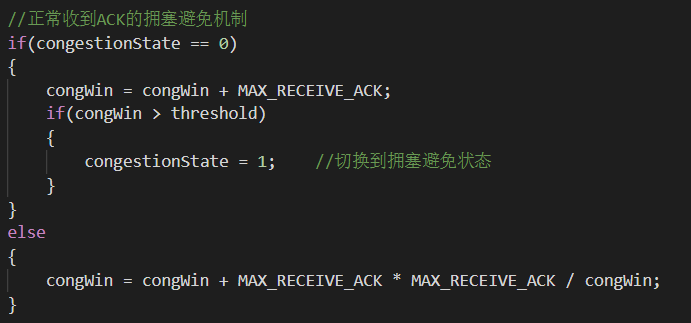 //正常收到ACK的拥塞避免机制
if(congestionState == 0)
{
    congWin = congWin + MAX_RECEIVE_ACK;
    if(congWin > threshold)
    {
        congestionState = 1;    //切换到拥塞避免状态
    }
}
else
{
    congWin = congWin + MAX_RECEIVE_ACK * MAX_RECEIVE_ACK / congWin;
}